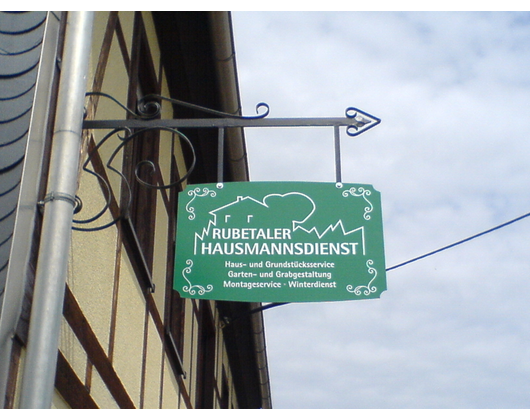 RUBETALER
HAUSMANNSDIENST
Haus- und Grundstücksservice
Garten- und Grabgestaltung
Montageservice - Winterdienst